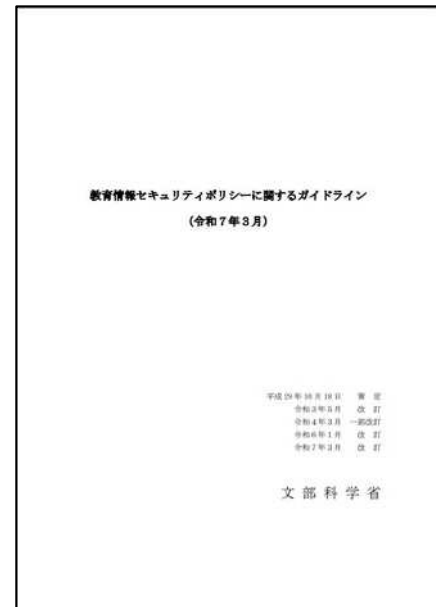 教育情報セキュリティポリシーに関するガイドライン
(令和７年３月)
平成29年10月18日 策 定
令和３年５月 改 訂
令和４年３月 一部改訂
令和６年１月 改 訂
令和７年３月 改 訂
文部科学省